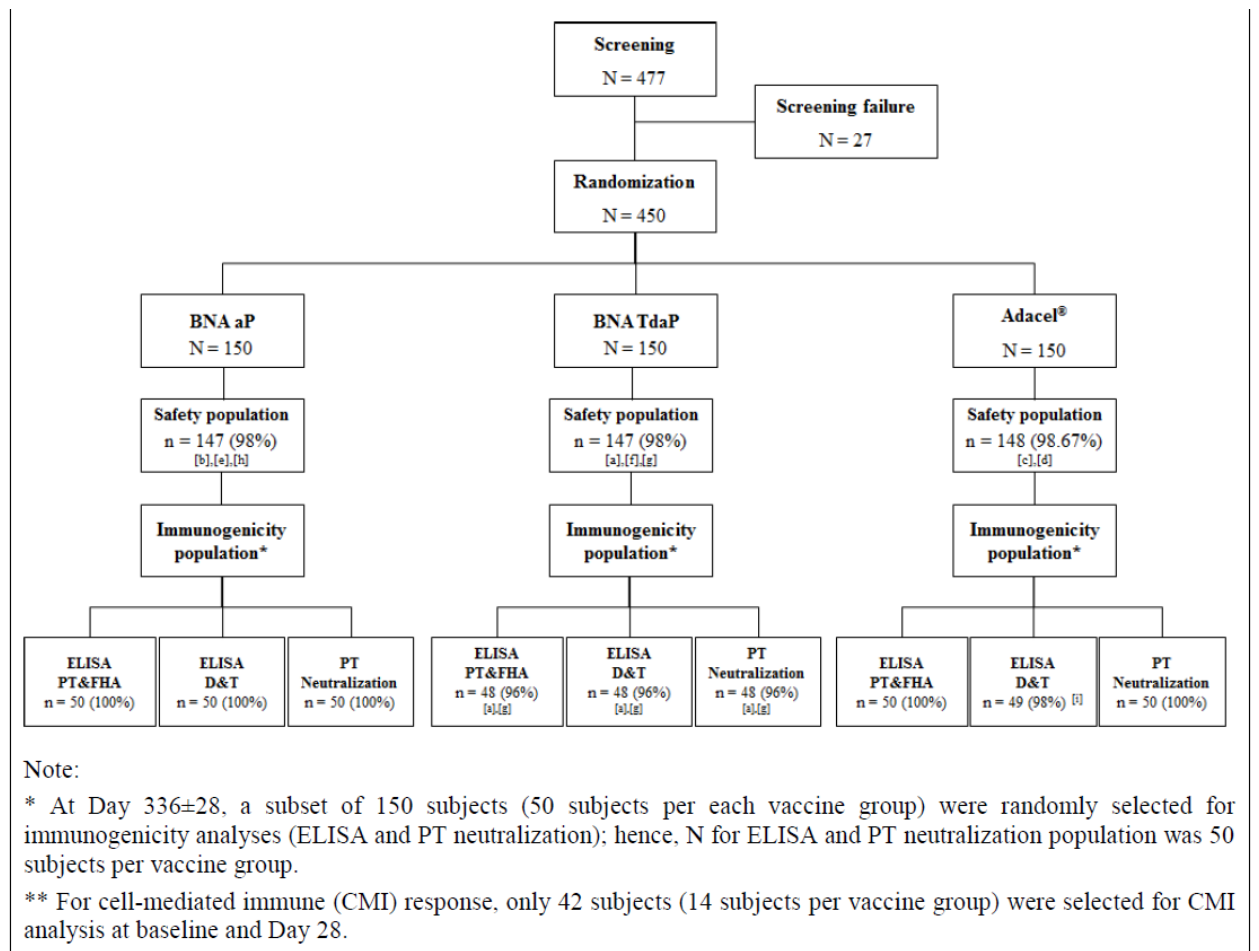 Screening
N = 477
Screening failure
N = 27
Randomization
N = 450
BNA aP
N = 150
BNA TdaP
N = 150
Adacel®
N = 150
Safety population
n = 147 (98%)
[b],[e],[h]
Safety population
n = 147 (98%)
[a],[f],[g]
Safety population
n = 148 (98.67%)
[c],[d]
Immunogenicity
population*
Immunogenicity
population*
Immunogenicity
population*
ELISA
PT&FHA
n = 50 (100%)
ELISA
D&T
n = 50 (100%)
PT
Neutralization
n = 50 (100%)
ELISA
PT&FHA
n = 48 (96%)
[a],[g]
ELISA
D&T
n = 48 (96%)
[a],[g]
PT
Neutralization
n = 48 (96%)
[a],[g]
ELISA
PT&FHA
n = 50 (100%)
ELISA
D&T
n = 49 (98%) [i]
PT
Neutralization
n = 50 (100%)
Note:
* At Day 336±28, a subset of 150 subjects (50 subjects per each vaccine group) were randomly selected for
immunogenicity analyses (ELISA and PT neutralization); hence, N for ELISA and PT neutralization population was 50
subjects per vaccine group.
** For cell-mediated immune (CMI) response, only 42 subjects (14 subjects per vaccine group) were selected for CMI
analysis at baseline and Day 28.